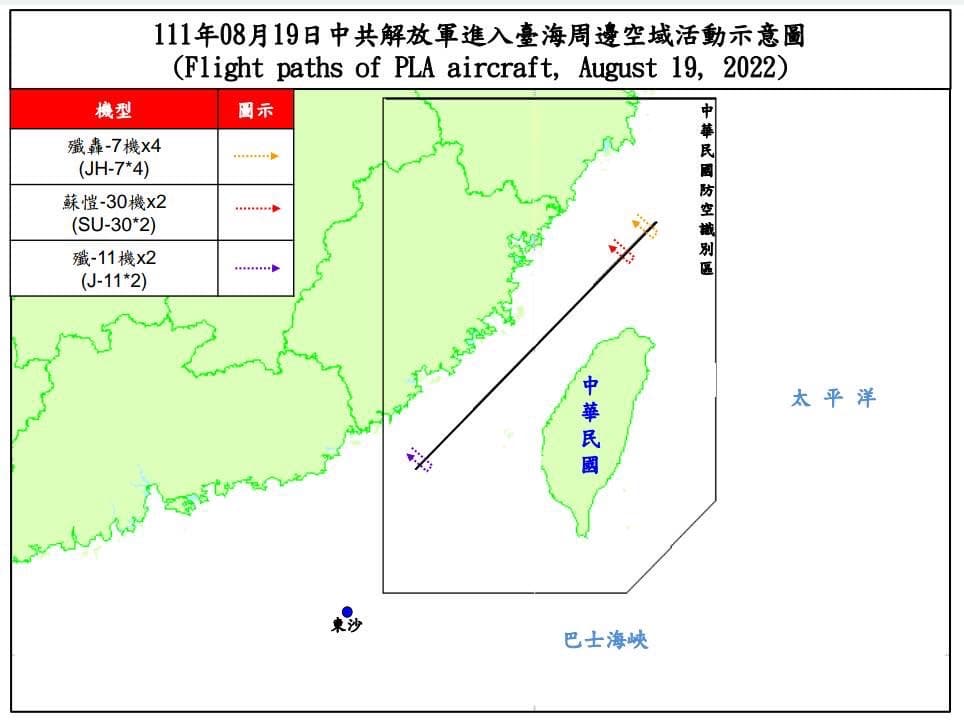 111年08月19日中共解放軍進入臺海周邊空域活動示意圖
(Flight paths of PLA aircraft, August 19, 2022)
機型 圖示
殲轟-7機x4
(JH-7*4)
蘇愷-30機x2
(SU-30*2)
殲-11機x2
(J-11*2)
中華民國防空識別區
中華民國
太平洋
東沙
巴士海峽